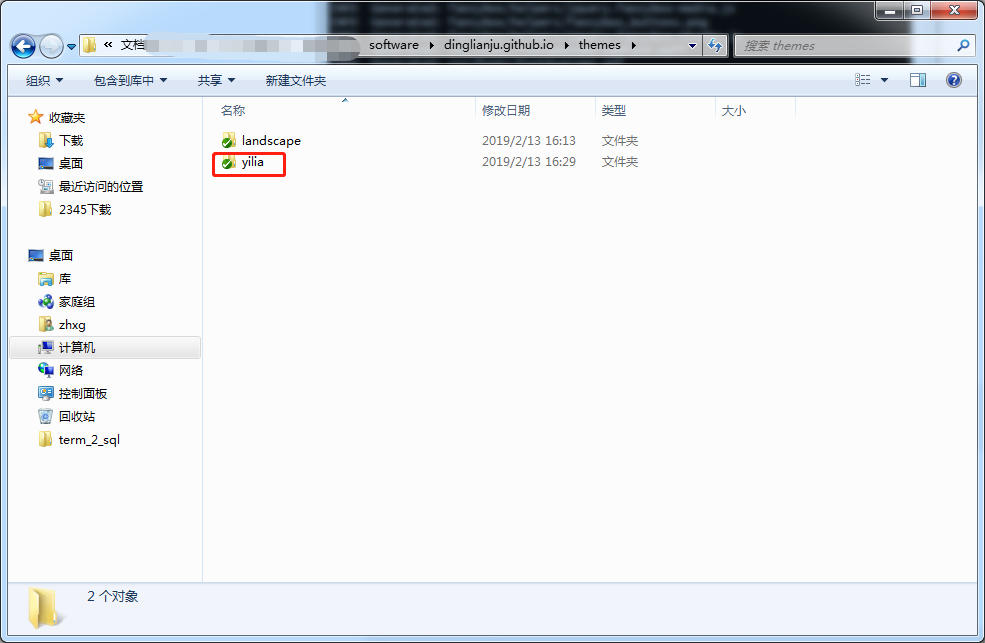 « 文档
software ▸ dinglianju.github.io ▸ themes ▸
搜索 themes
组织 包含到库中 共享 新建文件夹
名称 修改日期 类型 大小
landscape 2019/2/13 16:13 文件夹
yilia 2019/2/13 16:29 文件夹
收藏夹
下载
桌面
最近访问的位置
2345下载
桌面
库
家庭组
zhxg
计算机
网络
控制面板
回收站
term_2_sql
2 个对象